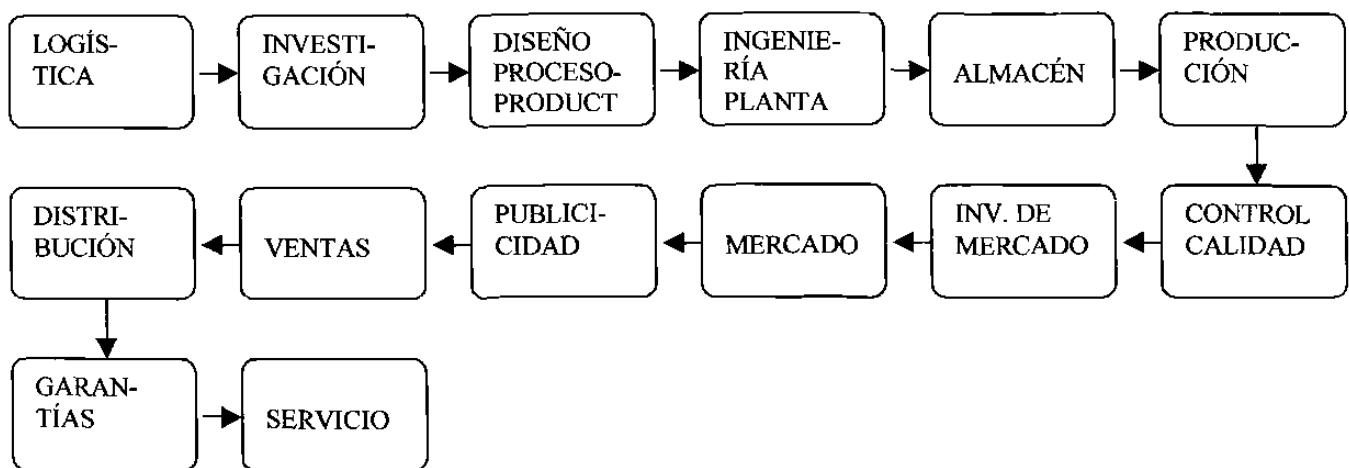 LOGÍS-
TICA
INVESTI-
GACIÓN
DISEÑO
PROCESO-
PRODUCT
INGENIE-
RÍA
PLANTA
ALMACÉN
PRODUC-
CIÓN
CONTROL
CALIDAD
INV. DE
MERCADO
MERCADO
PUBLICI-
CIDAD
VENTAS
DISTRI-
BUCIÓN
GARAN-
TÍAS
SERVICIO